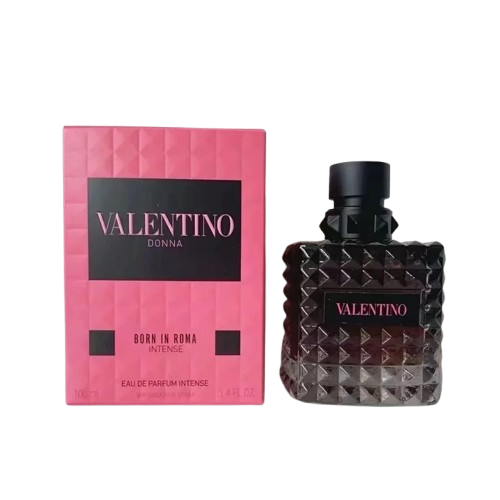 VALENTINO
DONNA
BORN IN ROMA
INTENSE
EAU DE PARFUM INTENSE
VALENTINO